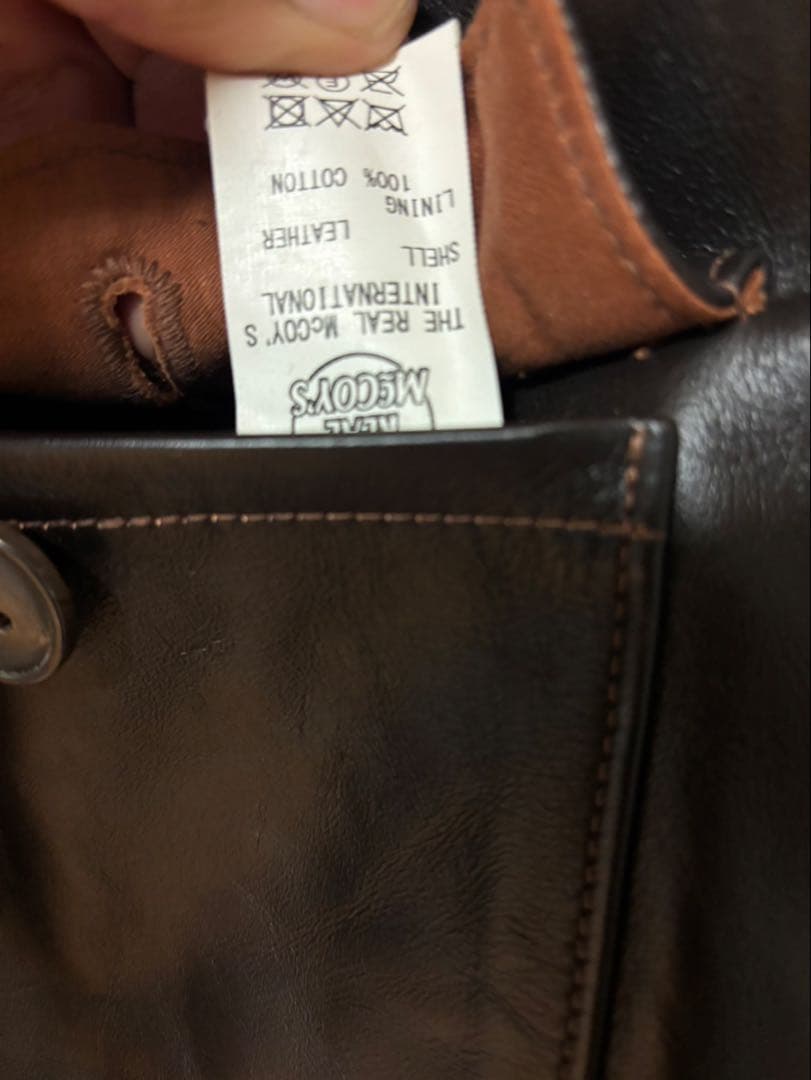 REAL
McCOY'S
THE REAL McCOY'S
INTERNATIONAL
SHELL
LEATHER
LINING
100% COTTON